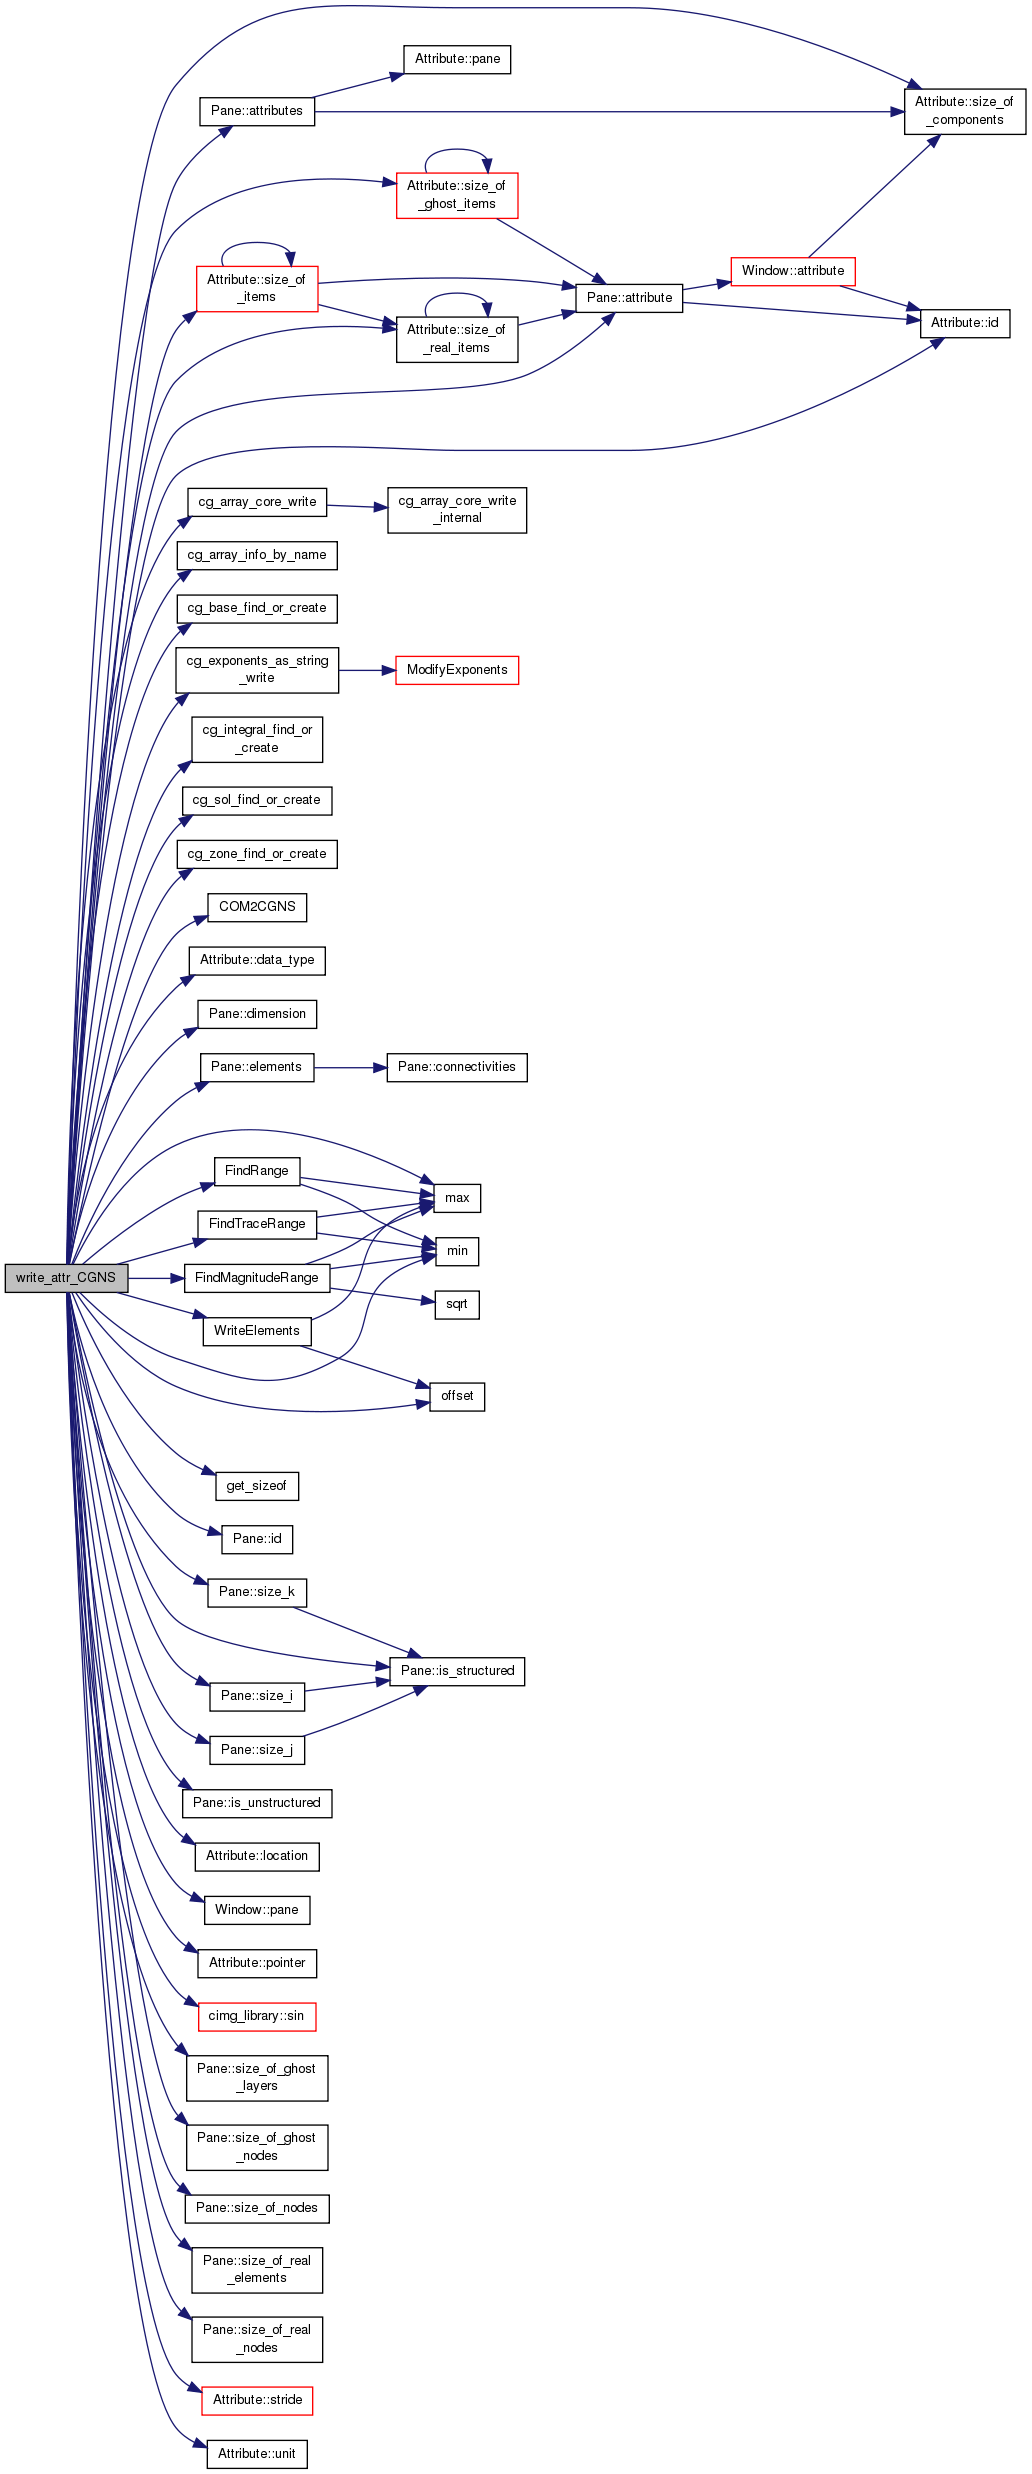 Attribute::pane
Pane::attributes
Attribute::size_of
_components
Attribute::size_of
_ghost_items
Attribute::size_of
_items
Window::attribute
Pane::attribute
Attribute::size_of
_real_items
Attribute::id
cg_array_core_write
cg_array_core_write
_internal
cg_array_info_by_name
cg_base_find_or_create
cg_exponents_as_string
_write
ModifyExponents
cg_integral_find_or
_create
cg_sol_find_or_create
cg_zone_find_or_create
COM2CGNS
Attribute::data_type
Pane::dimension
Pane::elements
Pane::connectivities
FindRange
max
FindTraceRange
min
write_attr_CGNS
FindMagnitudeRange
sqrt
WriteElements
offset
get_sizeof
Pane::id
Pane::size_k
Pane::is_structured
Pane::size_i
Pane::size_j
Pane::is_unstructured
Attribute::location
Window::pane
Attribute::pointer
cimg_library::sin
Pane::size_of_ghost
_layers
Pane::size_of_ghost
_nodes
Pane::size_of_nodes
Pane::size_of_real
_elements
Pane::size_of_real
_nodes
Attribute::stride
Attribute::unit